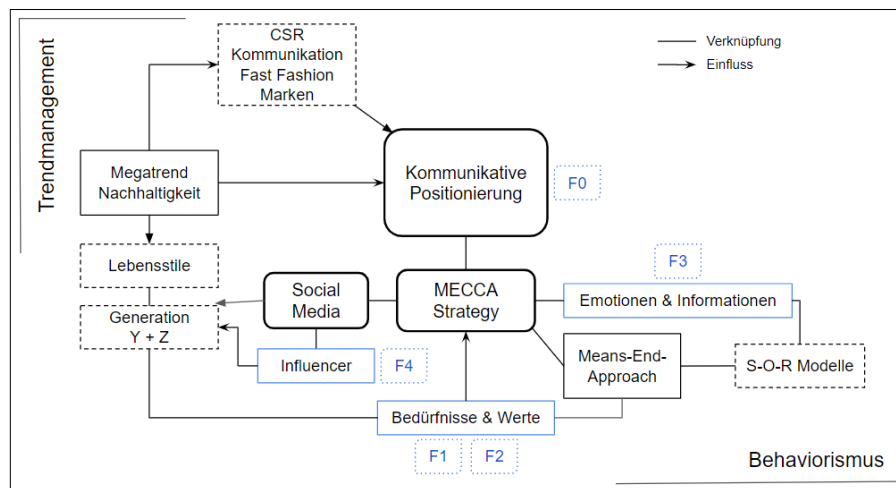 Trendmanagement
CSR
Kommunikation
Fast Fashion
Marken
Verknüpfung
Einfluss
Megatrend
Nachhaltigkeit
Kommunikative
Positionierung
F0
Lebensstile
Generation
Y + Z
Social
Media
MECCA
Strategy
F3
Emotionen & Informationen
Influencer
F4
Means-End-
Approach
S-O-R Modelle
Bedürfnisse & Werte
F1
F2
Behaviorismus